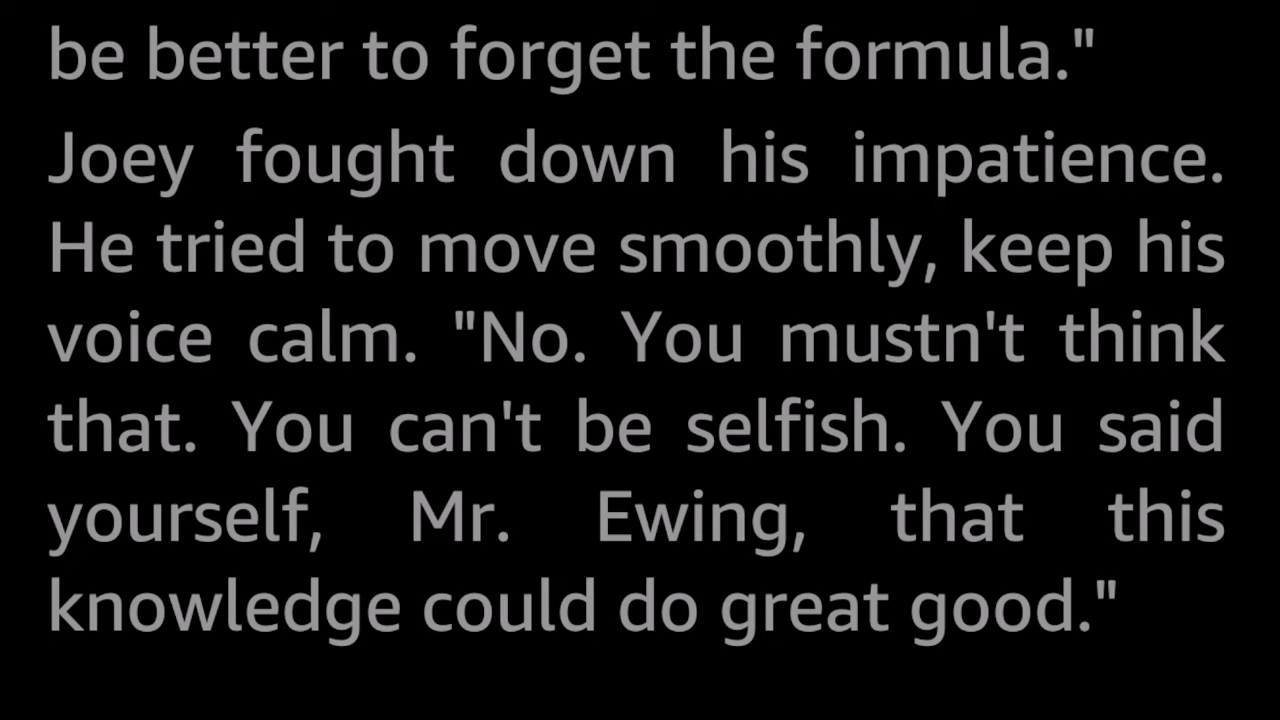 be better to forget the formula."
Joey fought down his impatience.
He tried to move smoothly, keep his
voice calm. "No. You mustn't think
that. You can't be selfish. You said
yourself, Mr. Ewing, that this
knowledge could do great good."